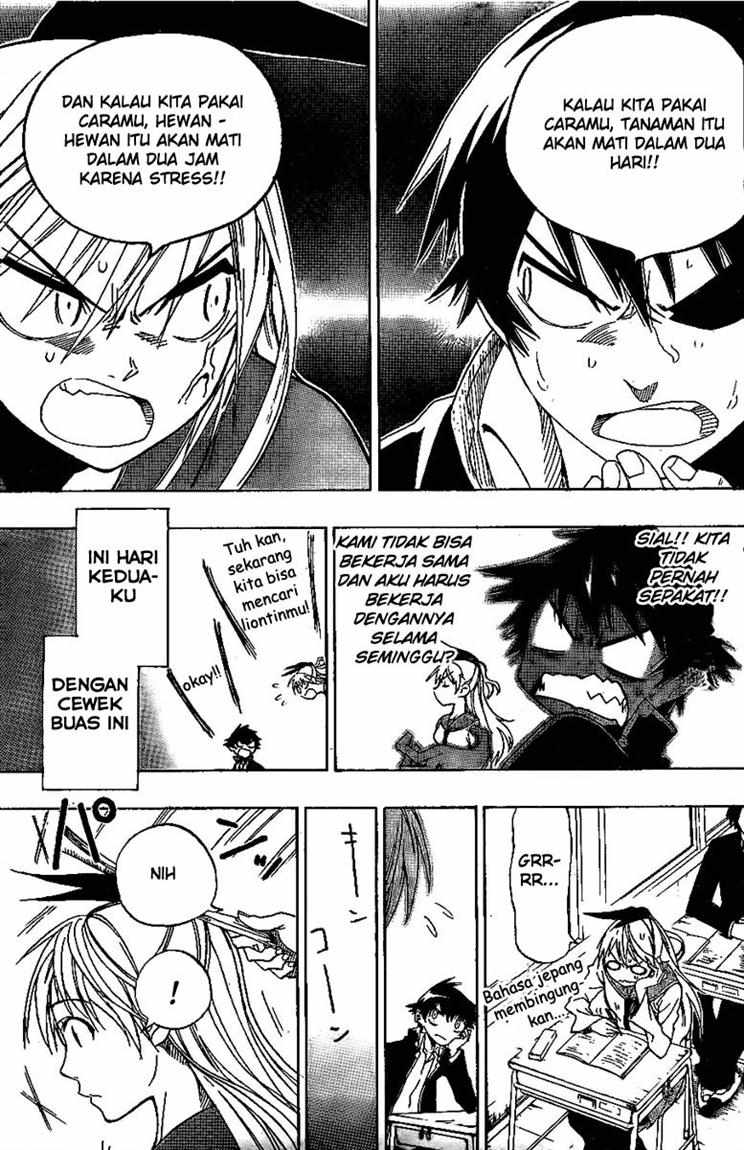 KALAU KITA PAKAI
CARAMU, TANAMAN ITU
AKAN MATI DALAM DUA
HARI!!
DAN KALAU KITA PAKAI
CARAMU, HEWAN -
HEWAN ITU AKAN MATI
DALAM DUA JAM
KARENA STRESS!!
SIAL!! KITA
TIDAK
PERNAH
SEPAKAT!!
KAMI TIDAK BISA
BEKERJA SAMA
DAN AKU HARUS
BEKERJA
DENGANNYA
SELAMA
SEMINGGU?
Tuh kan,
sekarang
kita bisa
mencari
liontinmu!
okay!!
INI HARI
KEDUA-
KU
DENGAN
CEWEK
BUAS INI
GRR-
RR...
Bahasa jepang
membingung-
kan...
キーン
コーン
パ
NIH
!